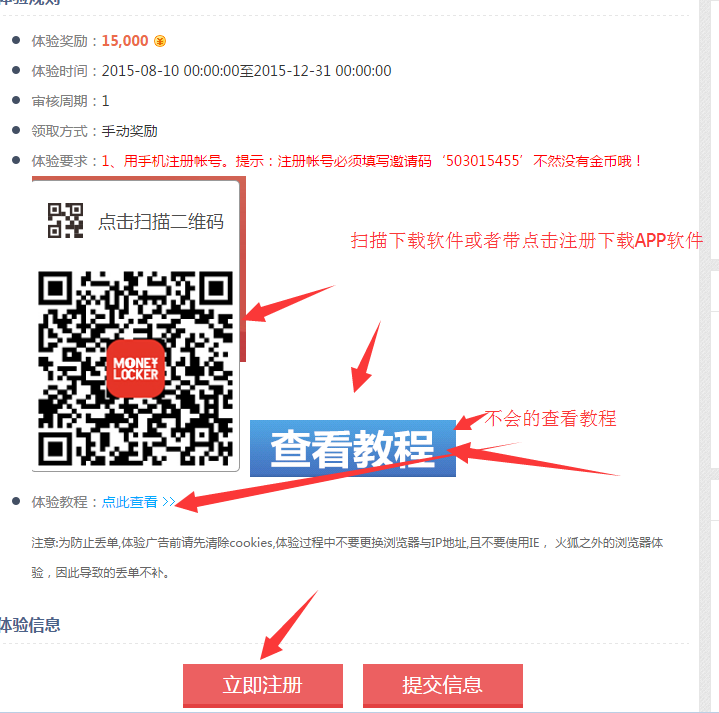 体验规则
体验奖励：15,000
体验时间：2015-08-10 00:00:00至2015-12-31 00:00:00
审核周期：1
领取方式：手动奖励
体验要求：1、用手机注册帐号。提示：注册帐号必须填写邀请码‘503015455’不然没有金币哦！
点击扫描二维码
扫描下载软件或者带点击注册下载APP软件
MONE¥
LOCKER
不会的查看教程
查看教程
体验教程：点此查看 >>
注意:为防止丢单,体验广告前请先清除cookies,体验过程中不要更换浏览器与IP地址,且不要使用IE ，火狐之外的浏览器体
验，因此导致的丢单不补。
体验信息
立即注册 提交信息